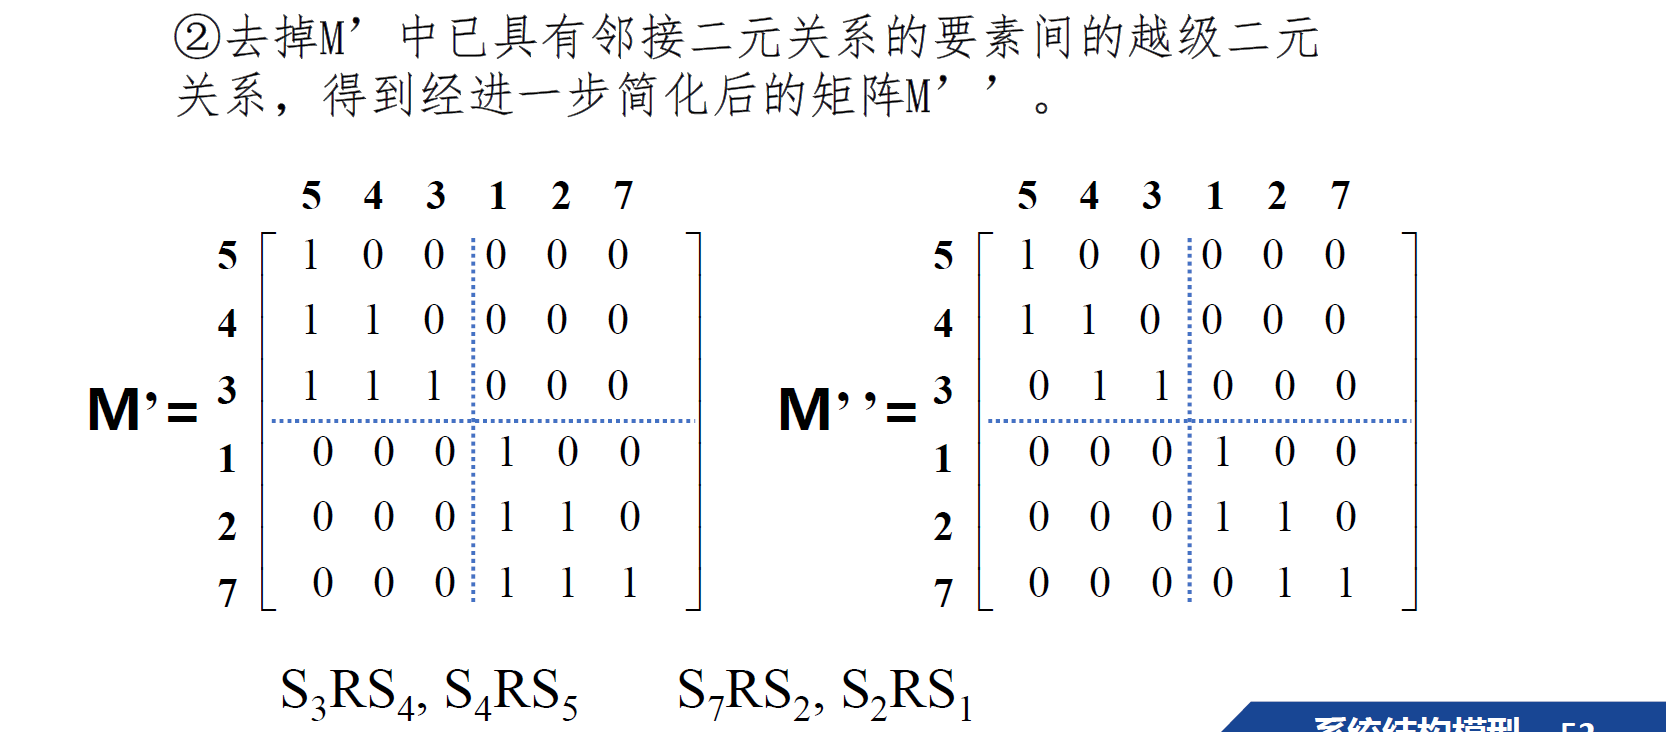 ②去掉M’中已具有邻接二元关系的要素间的越级二元
关系，得到经进一步简化后的矩阵M’’。
5 4 3 1 2 7
5 1 0 0 0 0 0
4 1 1 0 0 0 0
3 1 1 1 0 0 0
M’=
1 0 0 0 1 0 0
2 0 0 0 1 1 0
7 0 0 0 1 1 1
5 4 3 1 2 7
5 1 0 0 0 0 0
4 1 1 0 0 0 0
3 0 1 1 0 0 0
M’’=
1 0 0 0 1 0 0
2 0 0 0 1 1 0
7 0 0 0 0 1 1
S₃RS₄, S₄RS₅ S₇RS₂, S₂RS₁
系统结构模型 53